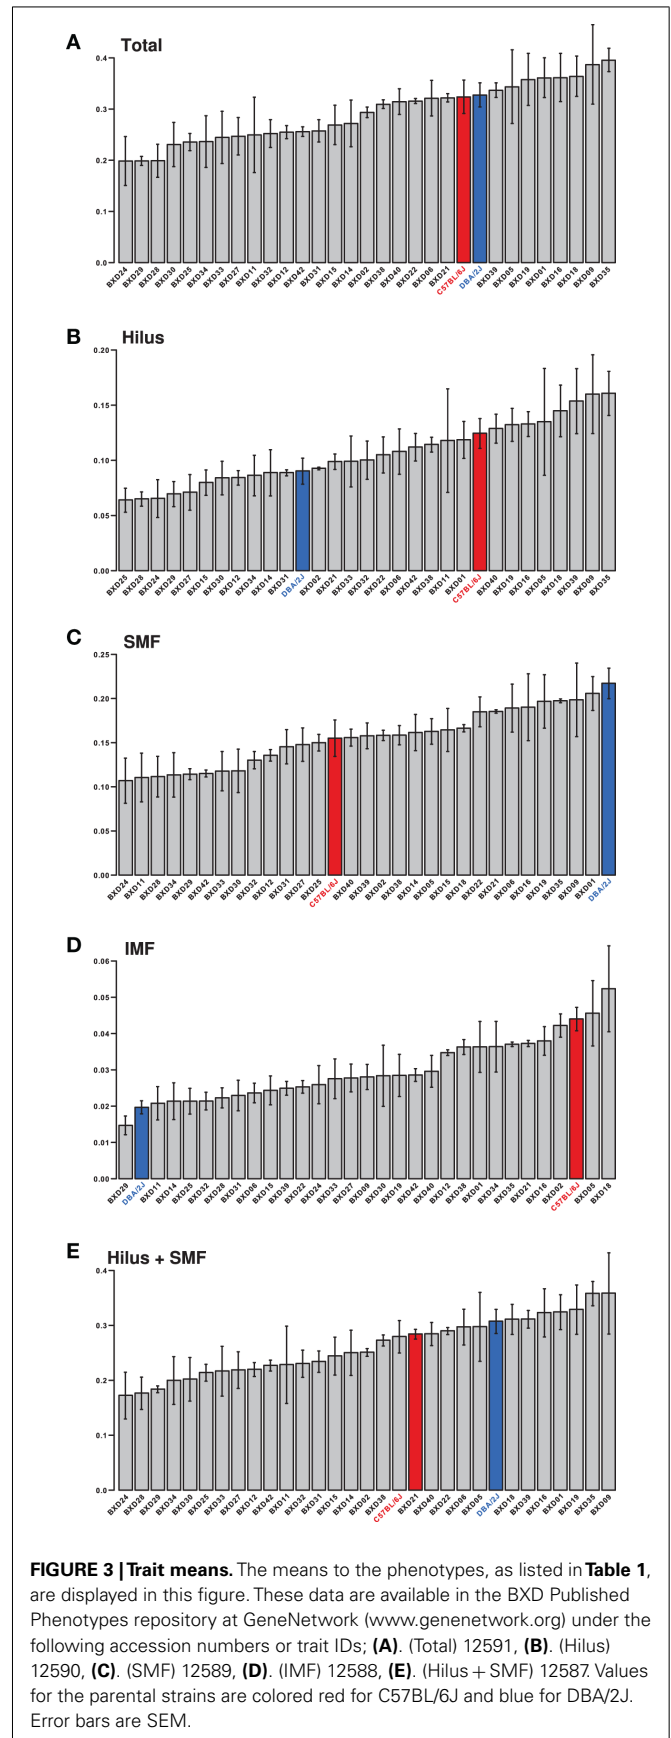 A Total
0.4
0.3
0.2
0.1
0.0
BXD24 BXD29 BXD28 BXD30 BXD25 BXD34 BXD33 BXD27 BXD11 BXD32 BXD12 BXD42 BXD31 BXD15 BXD14 BXD02 BXD38 BXD40 BXD22 BXD06 BXD21 C57BL/6J DBA/2J BXD39 BXD05 BXD19 BXD01 BXD16 BXD18 BXD09 BXD35
B Hilus
0.20
0.15
0.10
0.05
0.00
BXD25 BXD28 BXD24 BXD29 BXD27 BXD15 BXD30 BXD12 BXD34 BXD14 BXD31 DBA/2J BXD02 BXD21 BXD33 BXD32 BXD22 BXD06 BXD42 BXD38 BXD11 BXD01 C57BL/6J BXD40 BXD19 BXD16 BXD05 BXD18 BXD39 BXD09 BXD35
C SMF
0.25
0.20
0.15
0.10
0.05
0.00
BXD24 BXD11 BXD28 BXD34 BXD29 BXD42 BXD33 BXD30 BXD32 BXD12 BXD31 BXD27 BXD25 C57BL/6J BXD40 BXD39 BXD02 BXD38 BXD14 BXD05 BXD15 BXD18 BXD22 BXD21 BXD06 BXD16 BXD19 BXD35 BXD09 BXD01 DBA/2J
D IMF
0.06
0.05
0.04
0.03
0.02
0.01
0.00
BXD29 DBA/2J BXD11 BXD14 BXD25 BXD32 BXD28 BXD31 BXD06 BXD15 BXD39 BXD22 BXD24 BXD33 BXD27 BXD09 BXD30 BXD19 BXD42 BXD40 BXD12 BXD38 BXD01 BXD34 BXD35 BXD21 BXD16 BXD02 C57BL/6J BXD05 BXD18
E Hilus + SMF
0.4
0.3
0.2
0.1
0.0
BXD24 BXD28 BXD29 BXD34 BXD30 BXD25 BXD33 BXD27 BXD12 BXD42 BXD11 BXD32 BXD31 BXD15 BXD14 BXD02 BXD38 C57BL/6J BXD21 BXD40 BXD22 BXD06 BXD05 DBA/2J BXD18 BXD39 BXD16 BXD01 BXD19 BXD35 BXD09
FIGURE 3 | Trait means. The means to the phenotypes, as listed in Table 1,
are displayed in this figure. These data are available in the BXD Published
Phenotypes repository at GeneNetwork (www.genenetwork.org) under the
following accession numbers or trait IDs; (A). (Total) 12591, (B). (Hilus)
12590, (C). (SMF) 12589, (D). (IMF) 12588, (E). (Hilus + SMF) 12587. Values
for the parental strains are colored red for C57BL/6J and blue for DBA/2J.
Error bars are SEM.